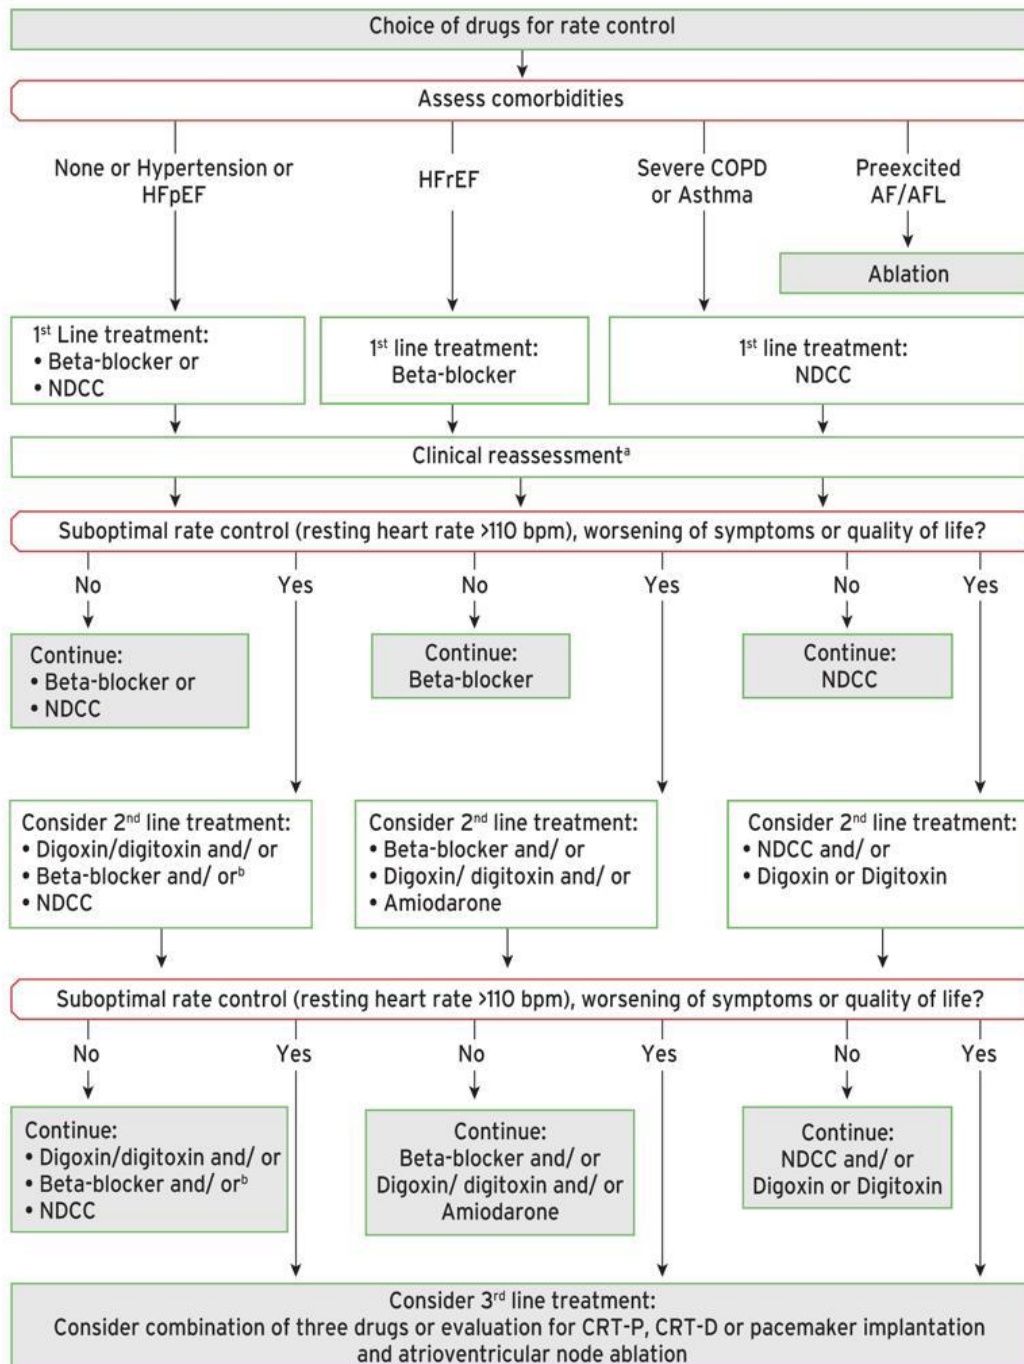 Choice of drugs for rate control
Assess comorbidities
None or Hypertension or
HFpEF
HFrEF
Severe COPD
or Asthma
Preexcited
AF/AFL
Ablation
1st Line treatment:
• Beta-blocker or
• NDCC
1st line treatment:
Beta-blocker
1st line treatment:
NDCC
Clinical reassessmentᵃ
Suboptimal rate control (resting heart rate >110 bpm), worsening of symptoms or quality of life?
No
Yes
No
Yes
No
Yes
Continue:
• Beta-blocker or
• NDCC
Continue:
Beta-blocker
Continue:
NDCC
Consider 2nd line treatment:
• Digoxin/digitoxin and/ or
• Beta-blocker and/ orᵇ
• NDCC
Consider 2nd line treatment:
• Beta-blocker and/ or
• Digoxin/ digitoxin and/ or
• Amiodarone
Consider 2nd line treatment:
• NDCC and/ or
• Digoxin or Digitoxin
Suboptimal rate control (resting heart rate >110 bpm), worsening of symptoms or quality of life?
No
Yes
No
Yes
No
Yes
Continue:
• Digoxin/digitoxin and/ or
• Beta-blocker and/ orᵇ
• NDCC
Continue:
Beta-blocker and/ or
Digoxin/ digitoxin and/ or
Amiodarone
Continue:
NDCC and/ or
Digoxin or Digitoxin
Consider 3rd line treatment:
Consider combination of three drugs or evaluation for CRT-P, CRT-D or pacemaker implantation
and atrioventricular node ablation